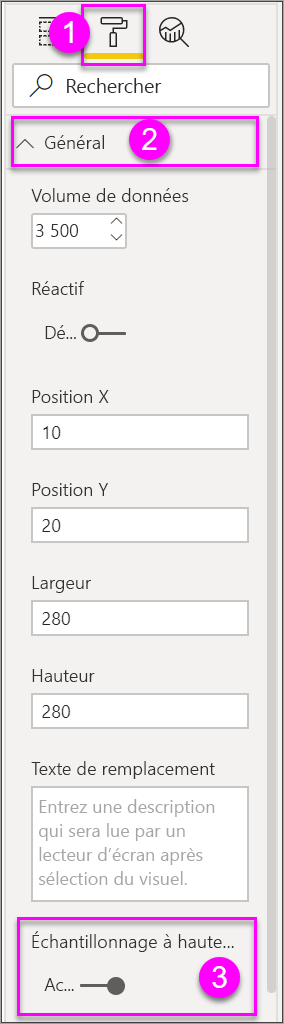 1
Rechercher
Général
2
Volume de données
3 500
Réactif
Dé...
Position X
10
Position Y
20
Largeur
280
Hauteur
280
Texte de remplacement
Entrez une description
qui sera lue par un
lecteur d'écran après
sélection du visuel.
Échantillonnage à haute...
Ac...
3